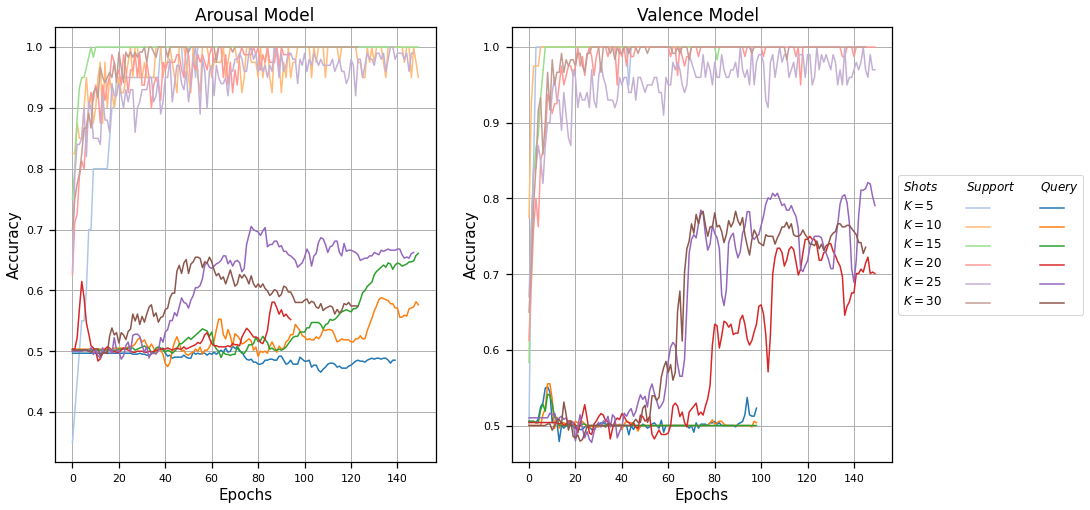 Arousal Model
Accuracy
1.0
0.9
0.8
0.7
0.6
0.5
0.4
0 20 40 60 80 100 120 140
Epochs
Valence Model
Accuracy
1.0
0.9
0.8
0.7
0.6
0.5
0 20 40 60 80 100 120 140
Epochs
Shots Support Query
K = 5
K = 10
K = 15
K = 20
K = 25
K = 30